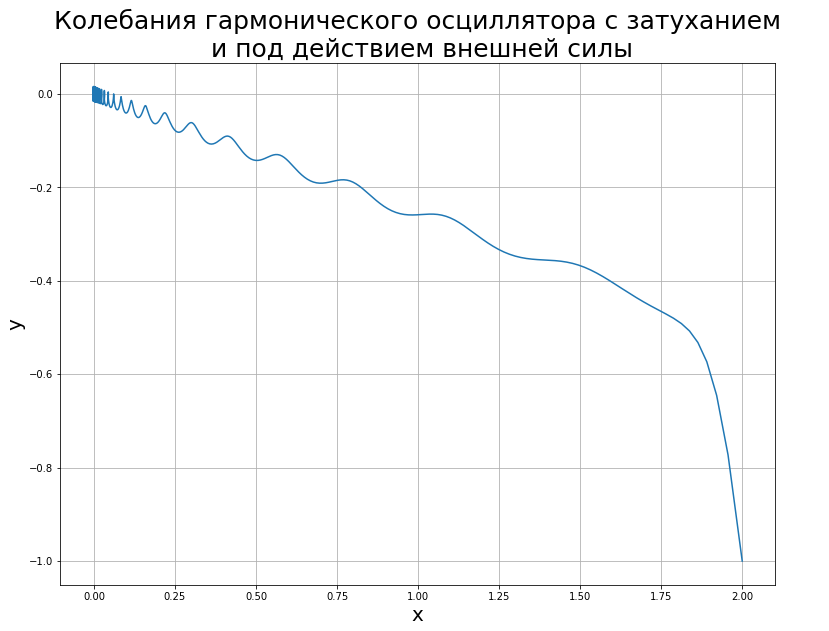 Колебания гармонического осциллятора с затуханием
и под действием внешней силы
0.0
−0.2
−0.4
−0.6
−0.8
−1.0
y
0.00 0.25 0.50 0.75 1.00 1.25 1.50 1.75 2.00
x